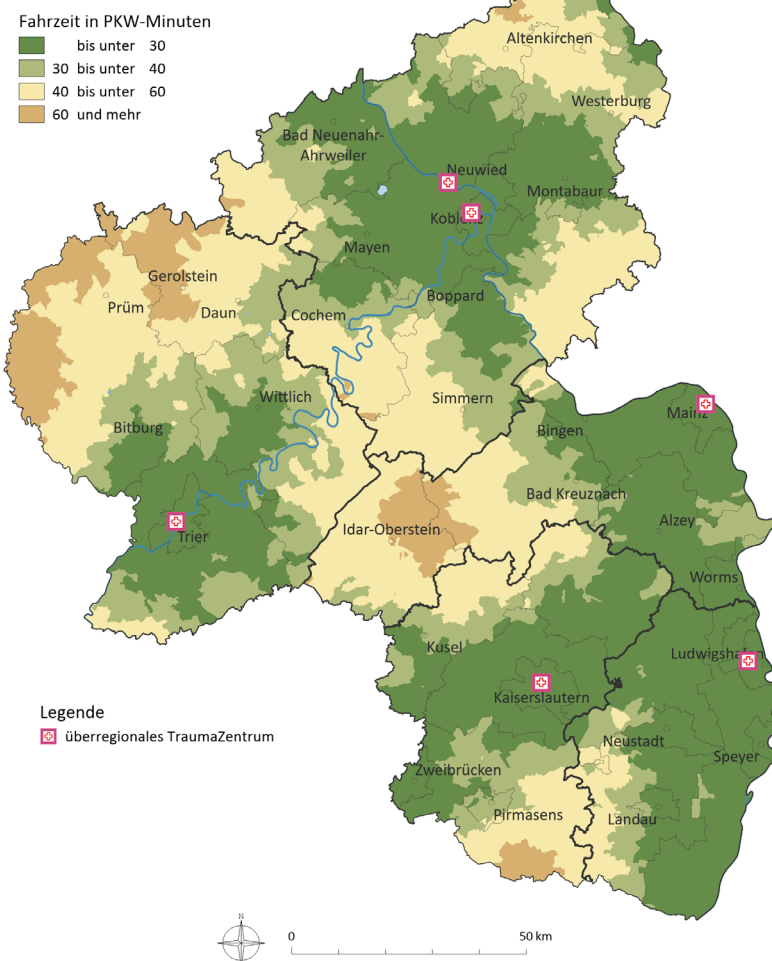 Fahrzeit in PKW-Minuten
bis unter 30
30 bis unter 40
40 bis unter 60
60 und mehr
Altenkirchen
Westerburg
Bad Neuenahr-
Ahrweiler
Neuwied
Montabaur
Koblenz
Mayen
Gerolstein
Prüm
Daun
Cochem
Boppard
Wittlich
Simmern
Mainz
Bitburg
Bingen
Bad Kreuznach
Alzey
Idar-Oberstein
Trier
Worms
Kusel
Ludwigshafen
Kaiserslautern
Legende
überregionales TraumaZentrum
Neustadt
Speyer
Zweibrücken
Pirmasens
Landau
N
0
50 km